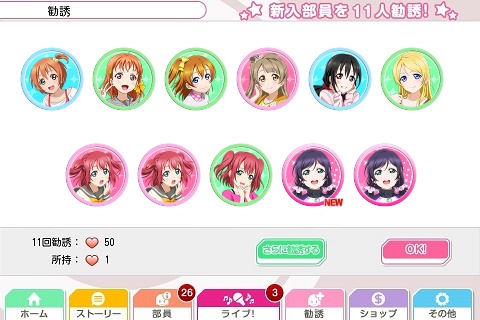 勧誘
新入部員を11人勧誘!
NEW
11回勧誘: 50
所持: 1
さらに勧誘する
OK!
26
3
ホーム
ストーリー
部員
ライブ!
勧誘
ショップ
その他